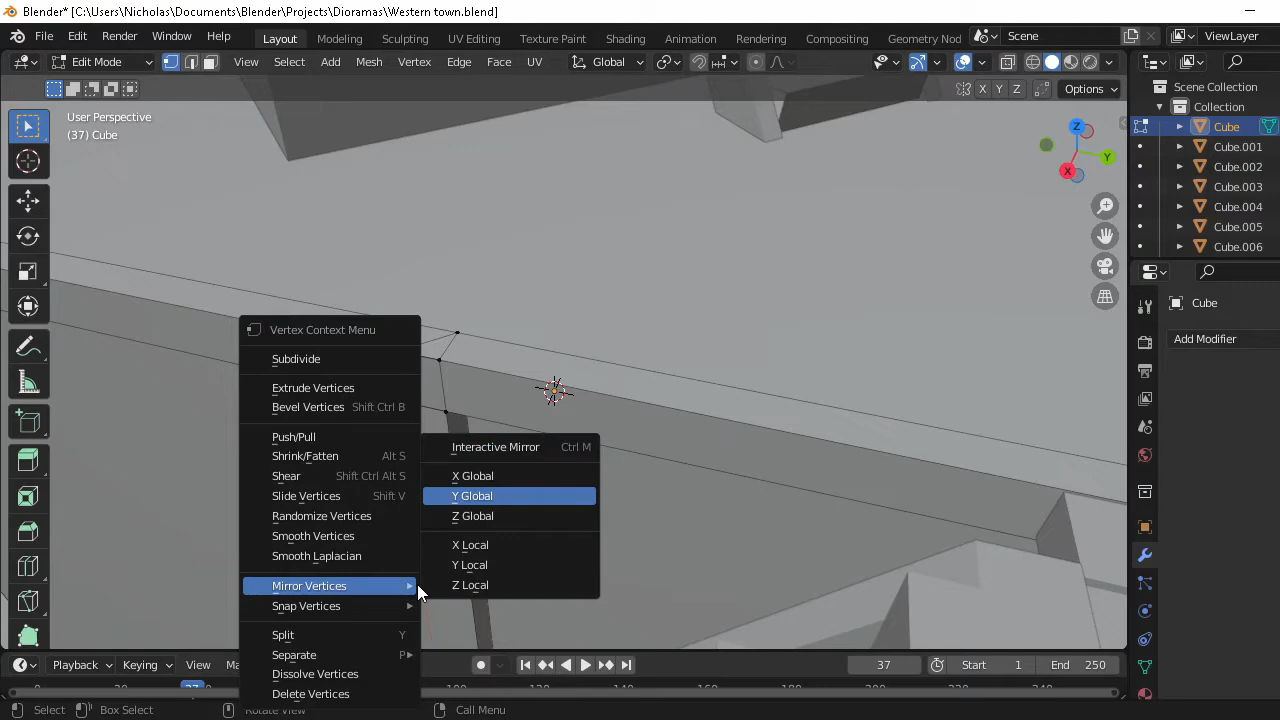 Blender* [C:\Users\Nicholas\Documents\Blender\Projects\Dioramas\Western town.blend]
File Edit Render Window Help Layout Modeling Sculpting UV Editing Texture Paint Shading Animation Rendering Compositing Geometry Nod Scene ViewLayer
Edit Mode View Select Add Mesh Vertex Edge Face UV Global
X Y Z Options
Scene Collection
Collection
User Perspective
(37) Cube
Cube
Cube.001
Cube.002
Cube.003
Cube.004
Cube.005
Cube.006
Z
Y
X
Cube
Add Modifier
Vertex Context Menu
Subdivide
Extrude Vertices
Bevel Vertices Shift Ctrl B
Push/Pull
Shrink/Fatten Alt S
Shear Shift Ctrl Alt S
Slide Vertices Shift V
Randomize Vertices
Smooth Vertices
Smooth Laplacian
Mirror Vertices
Snap Vertices
Split Y
Separate P
Dissolve Vertices
Delete Vertices
Interactive Mirror Ctrl M
X Global
Y Global
Z Global
X Local
Y Local
Z Local
Playback Keying View Ma 37 Start 1 End 250
37
Select Box Select Rotate View Call Menu